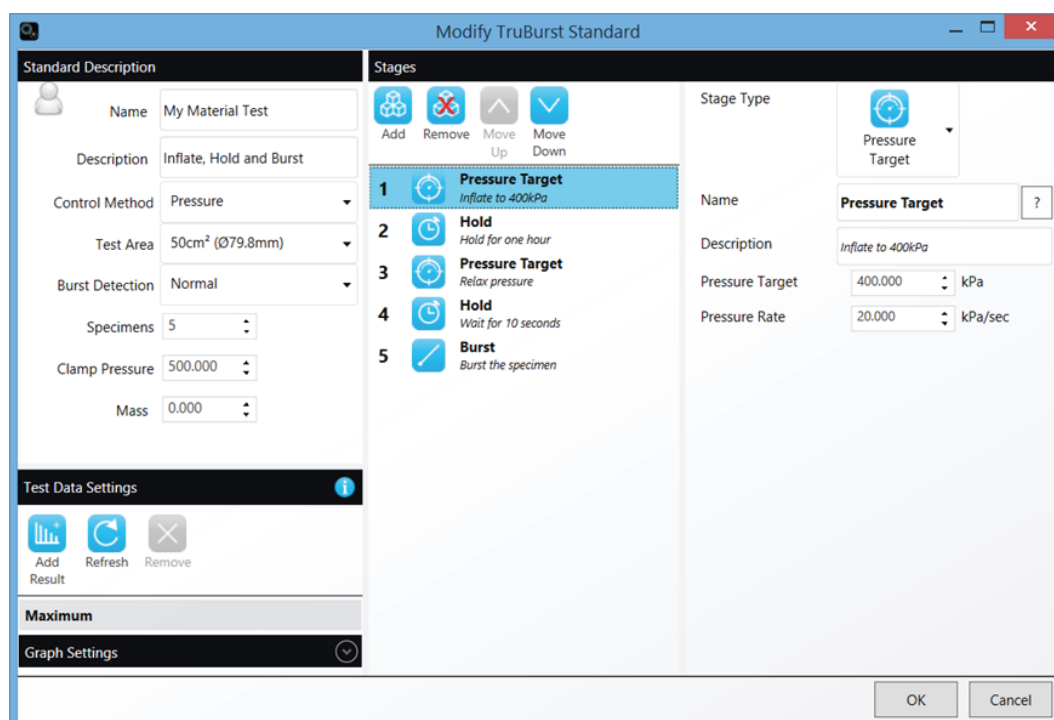 Modify TruBurst Standard
Standard Description
Name My Material Test
Description Inflate, Hold and Burst
Control Method Pressure
Test Area 50cm² (Ø79.8mm)
Burst Detection Normal
Specimens 5
Clamp Pressure 500.000
Mass 0.000
Test Data Settings
Add Result
Refresh
Remove
Maximum
Graph Settings
Stages
Add
Remove
Move Up
Move Down
1 Pressure Target
Inflate to 400kPa
2 Hold
Hold for one hour
3 Pressure Target
Relax pressure
4 Hold
Wait for 10 seconds
5 Burst
Burst the specimen
Stage Type
Pressure
Target
Name Pressure Target ?
Description Inflate to 400kPa
Pressure Target 400.000 kPa
Pressure Rate 20.000 kPa/sec
OK Cancel